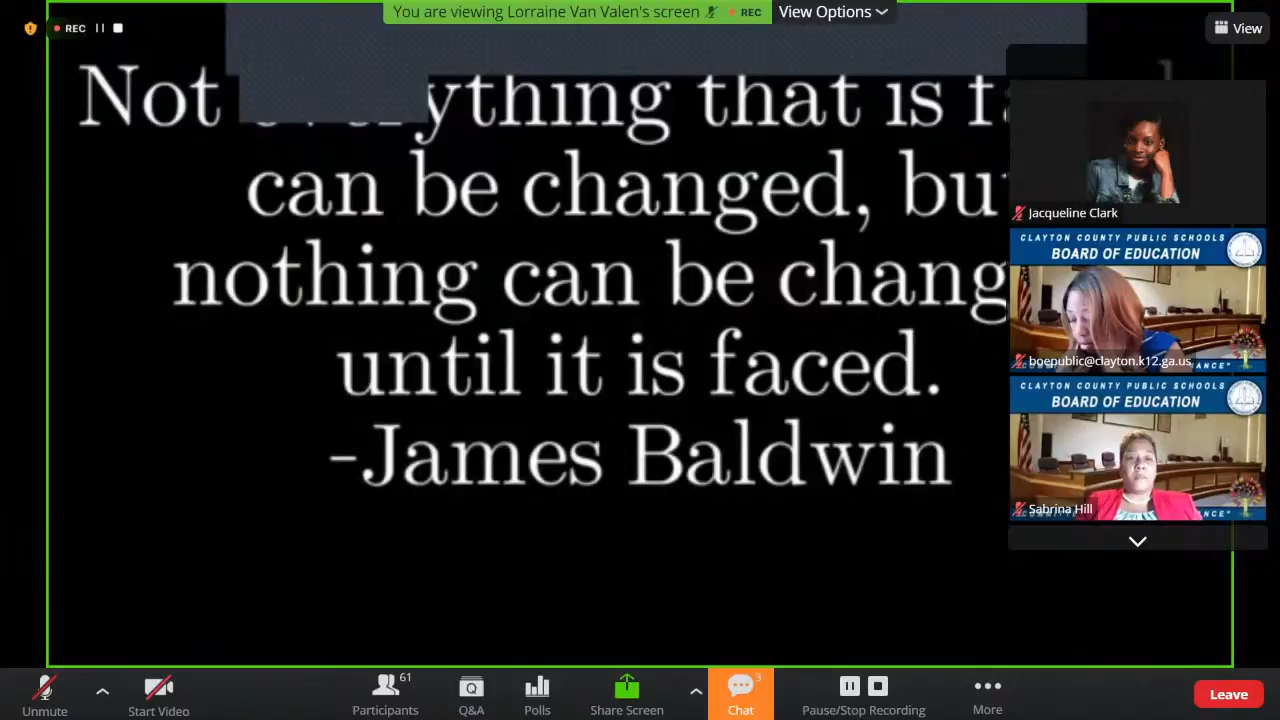 You are viewing Lorraine Van Valen's screen REC View Options
REC
View
Not everything that is
can be changed, but
nothing can be chang
until it is faced.
-James Baldwin
Jacqueline Clark
CLAYTON COUNTY PUBLIC SCHOOLS
BOARD OF EDUCATION
boepublic@clayton.k12.ga.us
CLAYTON COUNTY PUBLIC SCHOOLS
BOARD OF EDUCATION
Sabrina Hill
Unmute
Start Video
61
Participants
Q&A
Polls
Share Screen
3
Chat
Pause/Stop Recording
More
Leave